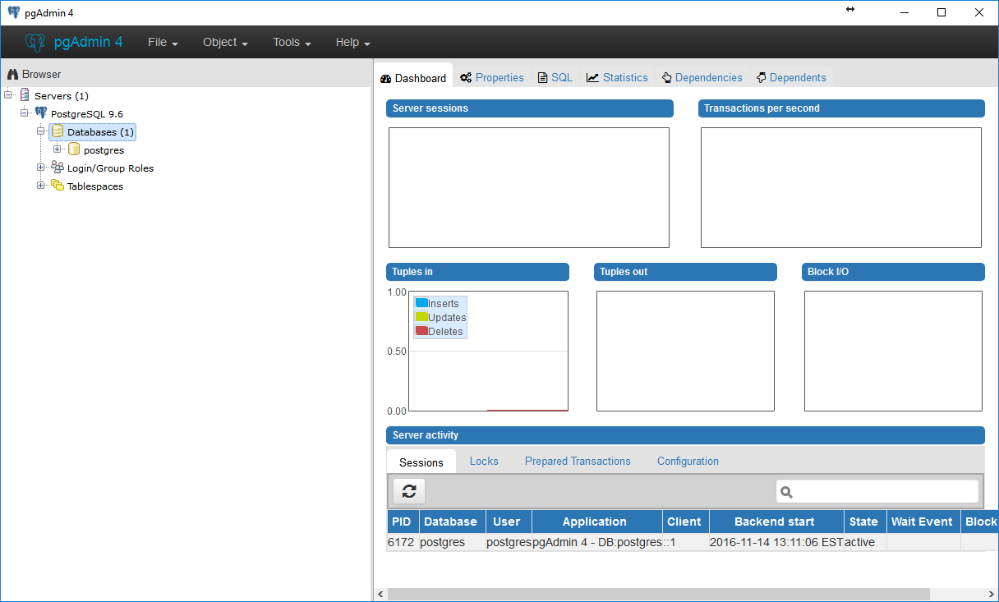 pgAdmin 4
pgAdmin 4 File Object Tools Help
Browser
Servers (1)
PostgreSQL 9.6
Databases (1)
postgres
Login/Group Roles
Tablespaces
Dashboard Properties SQL Statistics Dependencies Dependents
Server sessions Transactions per second
Tuples in Tuples out Block I/O
1.00
Inserts
Updates
Deletes
0.50
0.00
Server activity
Sessions Locks Prepared Transactions Configuration
PID Database User Application Client Backend start State Wait Event Block
6172 postgres postgres pgAdmin 4 - DB:postgres ::1 2016-11-14 13:11:06 EST active